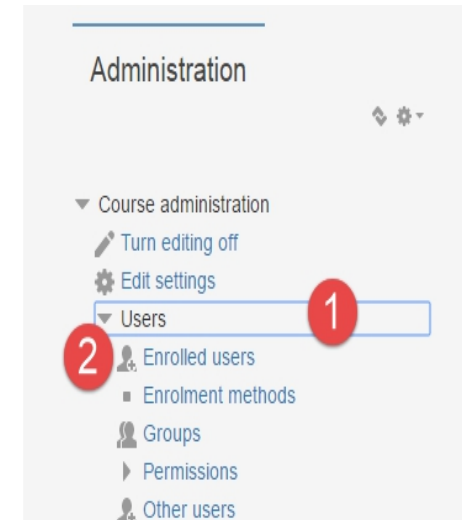 Administration
Course administration
Turn editing off
Edit settings
Users 1
2 Enrolled users
Enrolment methods
Groups
Permissions
Other users